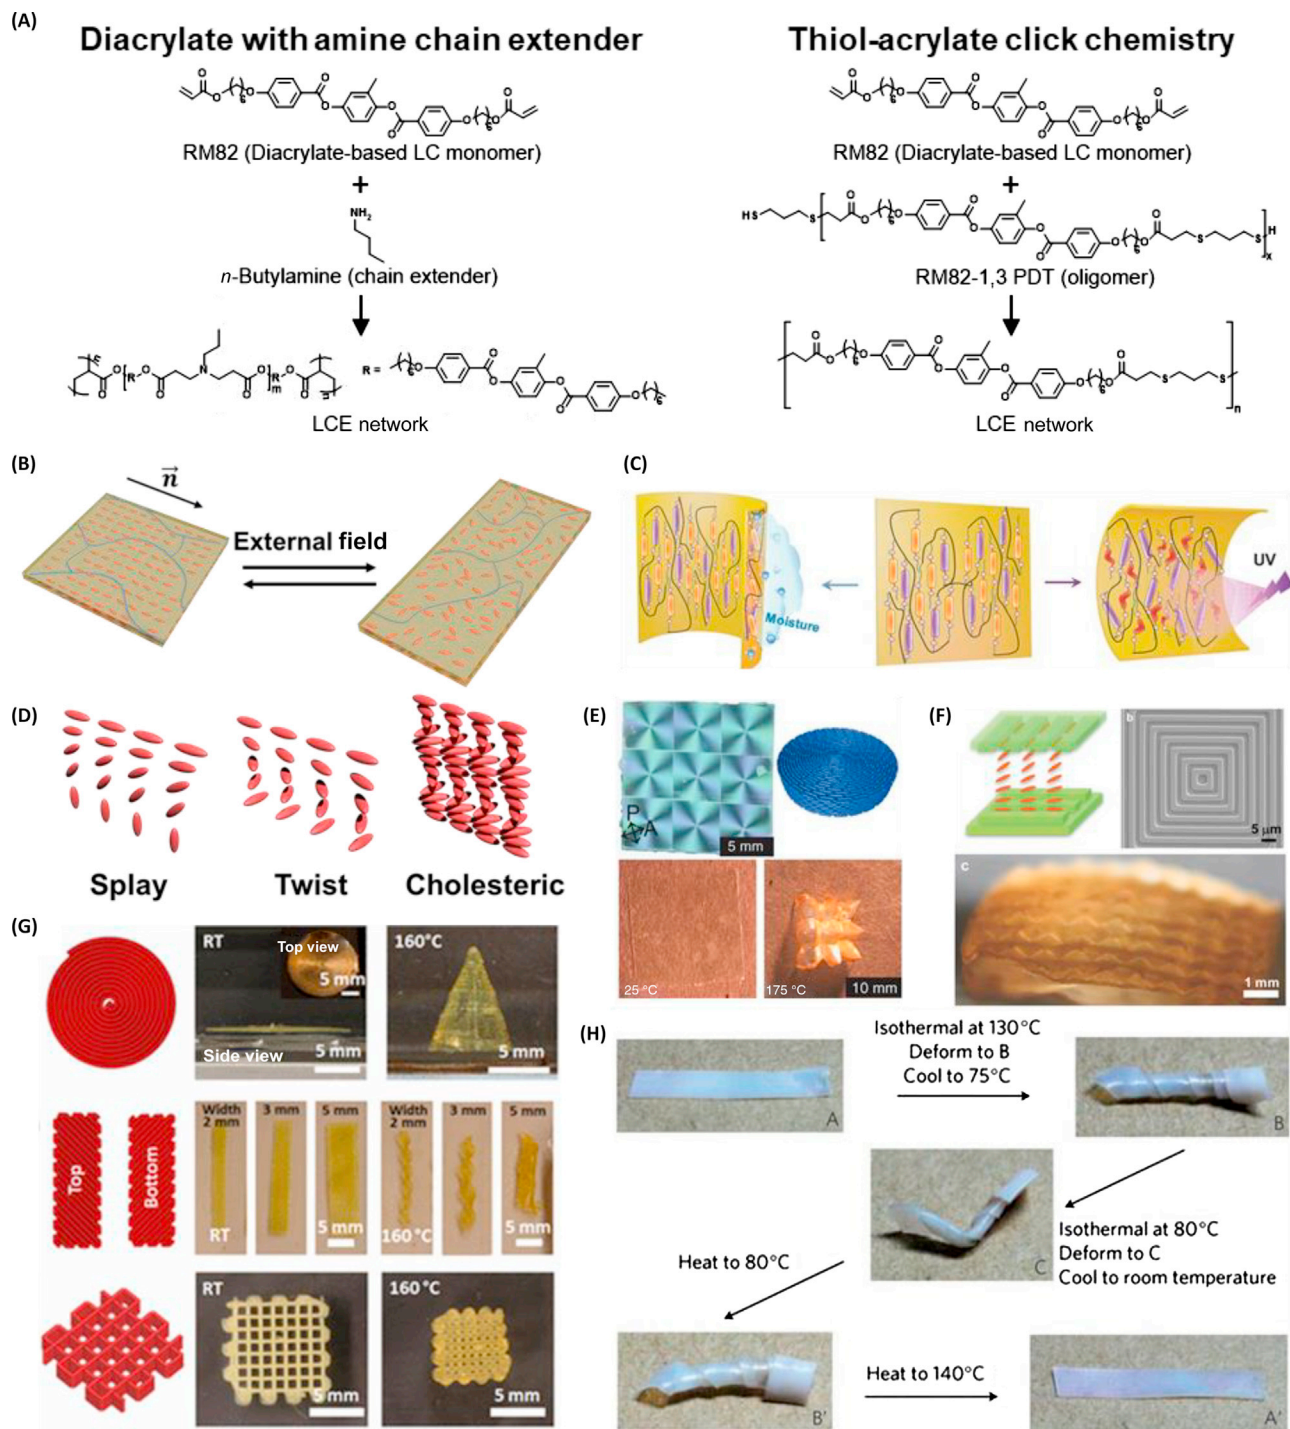 (A)
Diacrylate with amine chain extender
RM82 (Diacrylate-based LC monomer)
+
NH2
n-Butylamine (chain extender)
R =
LCE network
Thiol-acrylate click chemistry
RM82 (Diacrylate-based LC monomer)
+
HS
RM82-1,3 PDT (oligomer)
LCE network
(B)
n
External field
(C)
Moisture
UV
(D)
Splay
Twist
Cholesteric
(E)
P
A
5 mm
25 °C
175 °C
10 mm
(F)
b
5 μm
c
1 mm
(G)
RT
Top view
5 mm
Side view
5 mm
160°C
5 mm
Top
Bottom
Width
2 mm
3 mm
5 mm
RT
5 mm
Width
2 mm
3 mm
5 mm
160°C
5 mm
RT
5 mm
160°C
5 mm
(H)
A
Isothermal at 130°C
Deform to B
Cool to 75°C
B
C
Isothermal at 80°C
Deform to C
Cool to room temperature
Heat to 80°C
B'
Heat to 140°C
A'